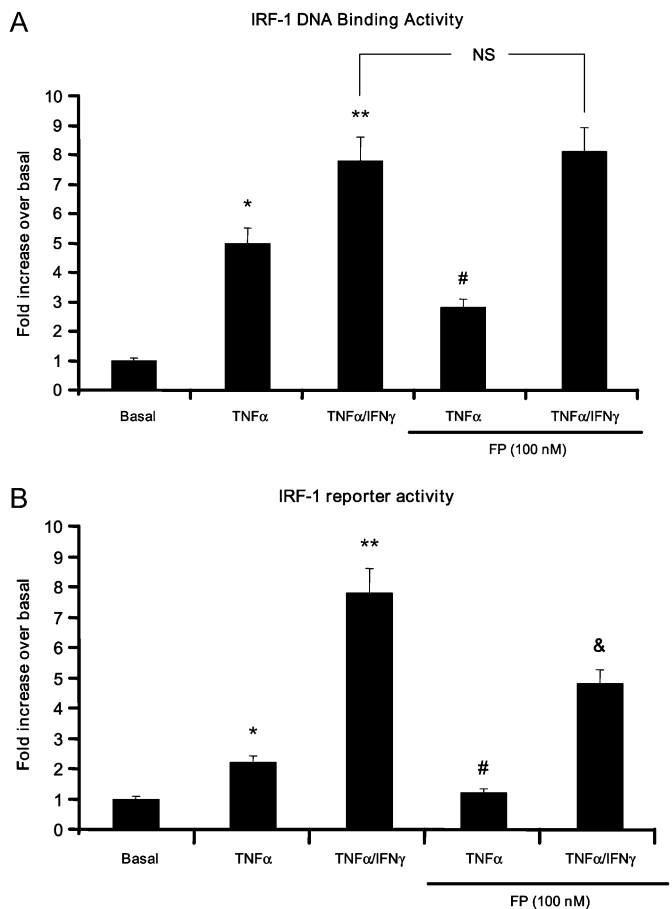 A
IRF-1 DNA Binding Activity
NS
Fold increase over basal
10
9
8
7
6
5
4
3
2
1
0
*
**
#
Basal
TNFα
TNFα/IFNγ
TNFα
TNFα/IFNγ
FP (100 nM)
B
IRF-1 reporter activity
Fold increase over basal
10
9
8
7
6
5
4
3
2
1
0
*
**
#
&
Basal
TNFα
TNFα/IFNγ
TNFα
TNFα/IFNγ
FP (100 nM)